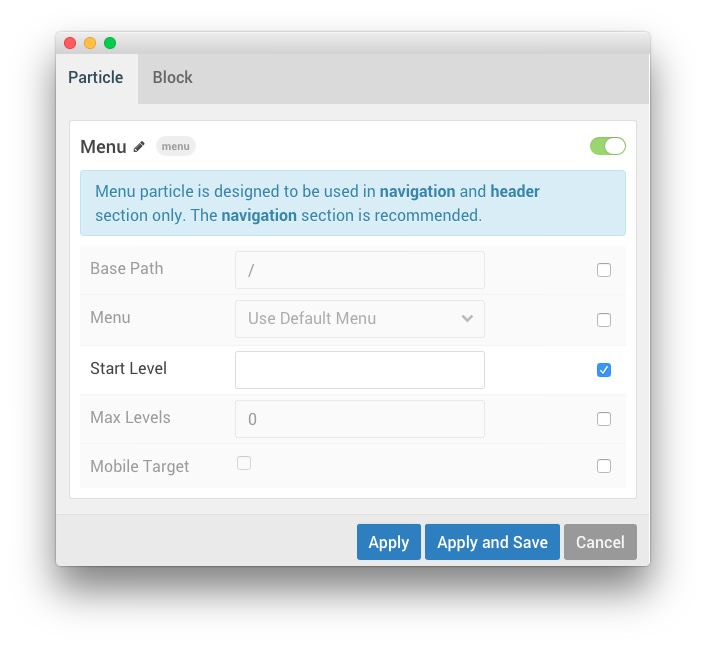 Particle Block
Menu menu
Menu particle is designed to be used in navigation and header
section only. The navigation section is recommended.
Base Path /
Menu Use Default Menu
Start Level
Max Levels 0
Mobile Target
Apply Apply and Save Cancel